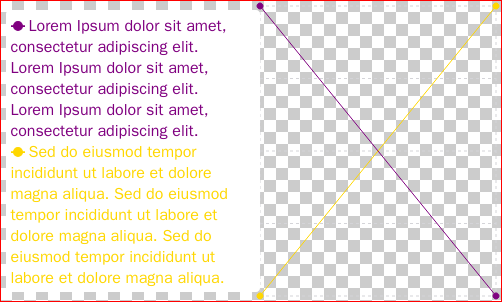 Lorem Ipsum dolor sit amet,
consectetur adipiscing elit.
Lorem Ipsum dolor sit amet,
consectetur adipiscing elit.
Lorem Ipsum dolor sit amet,
consectetur adipiscing elit.
Sed do eiusmod tempor
incididunt ut labore et dolore
magna aliqua. Sed do eiusmod
tempor incididunt ut labore et
dolore magna aliqua. Sed do
eiusmod tempor incididunt ut
labore et dolore magna aliqua.